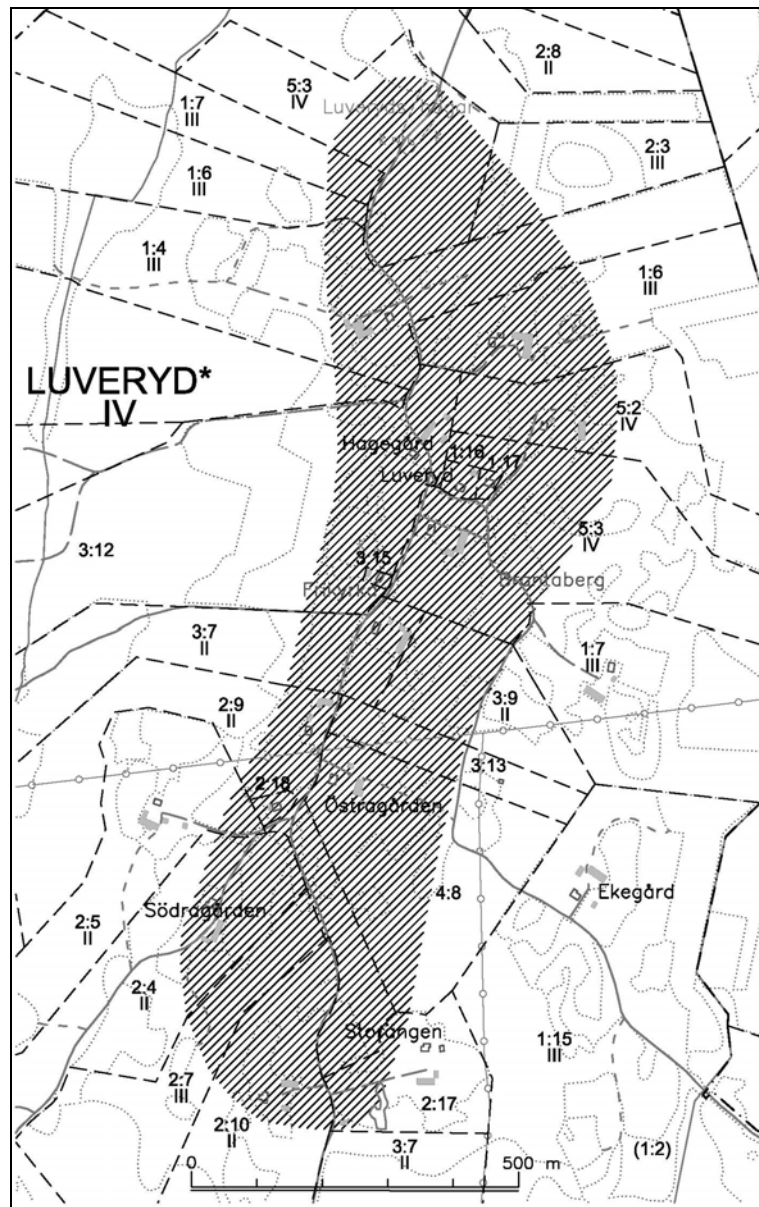 2:8
II
5:3
IV
1:7
III
Luveryds hagar
2:3
III
1:6
III
1:4
III
1:6
III
LUVERYD*
IV
5:2
IV
Hagegård
1:16
1:17
Luveryd
5:3
IV
3:12
3:15
Frikyrka
Brantaberg
3:7
II
1:7
III
2:9
II
3:9
II
3:13
2:18
Östragården
4:8
Ekegård
Södragården
2:5
II
2:4
II
Storängen
1:15
III
2:7
III
2:17
2:10
II
3:7
II
(1:2)
0 500 m